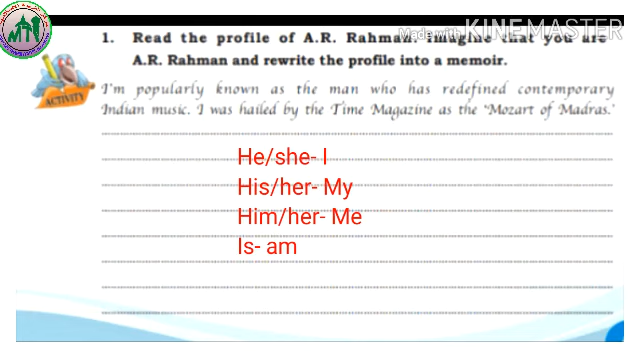 Made with KINEMASTER
1. Read the profile of A.R. Rahman. Imagine that you are
A.R. Rahman and rewrite the profile into a memoir.
I'm popularly known as the man who has redefined contemporary
Indian music. I was hailed by the Time Magazine as the 'Mozart of Madras.'
ACTIVITY
He/she- I
His/her- My
Him/her- Me
Is- am